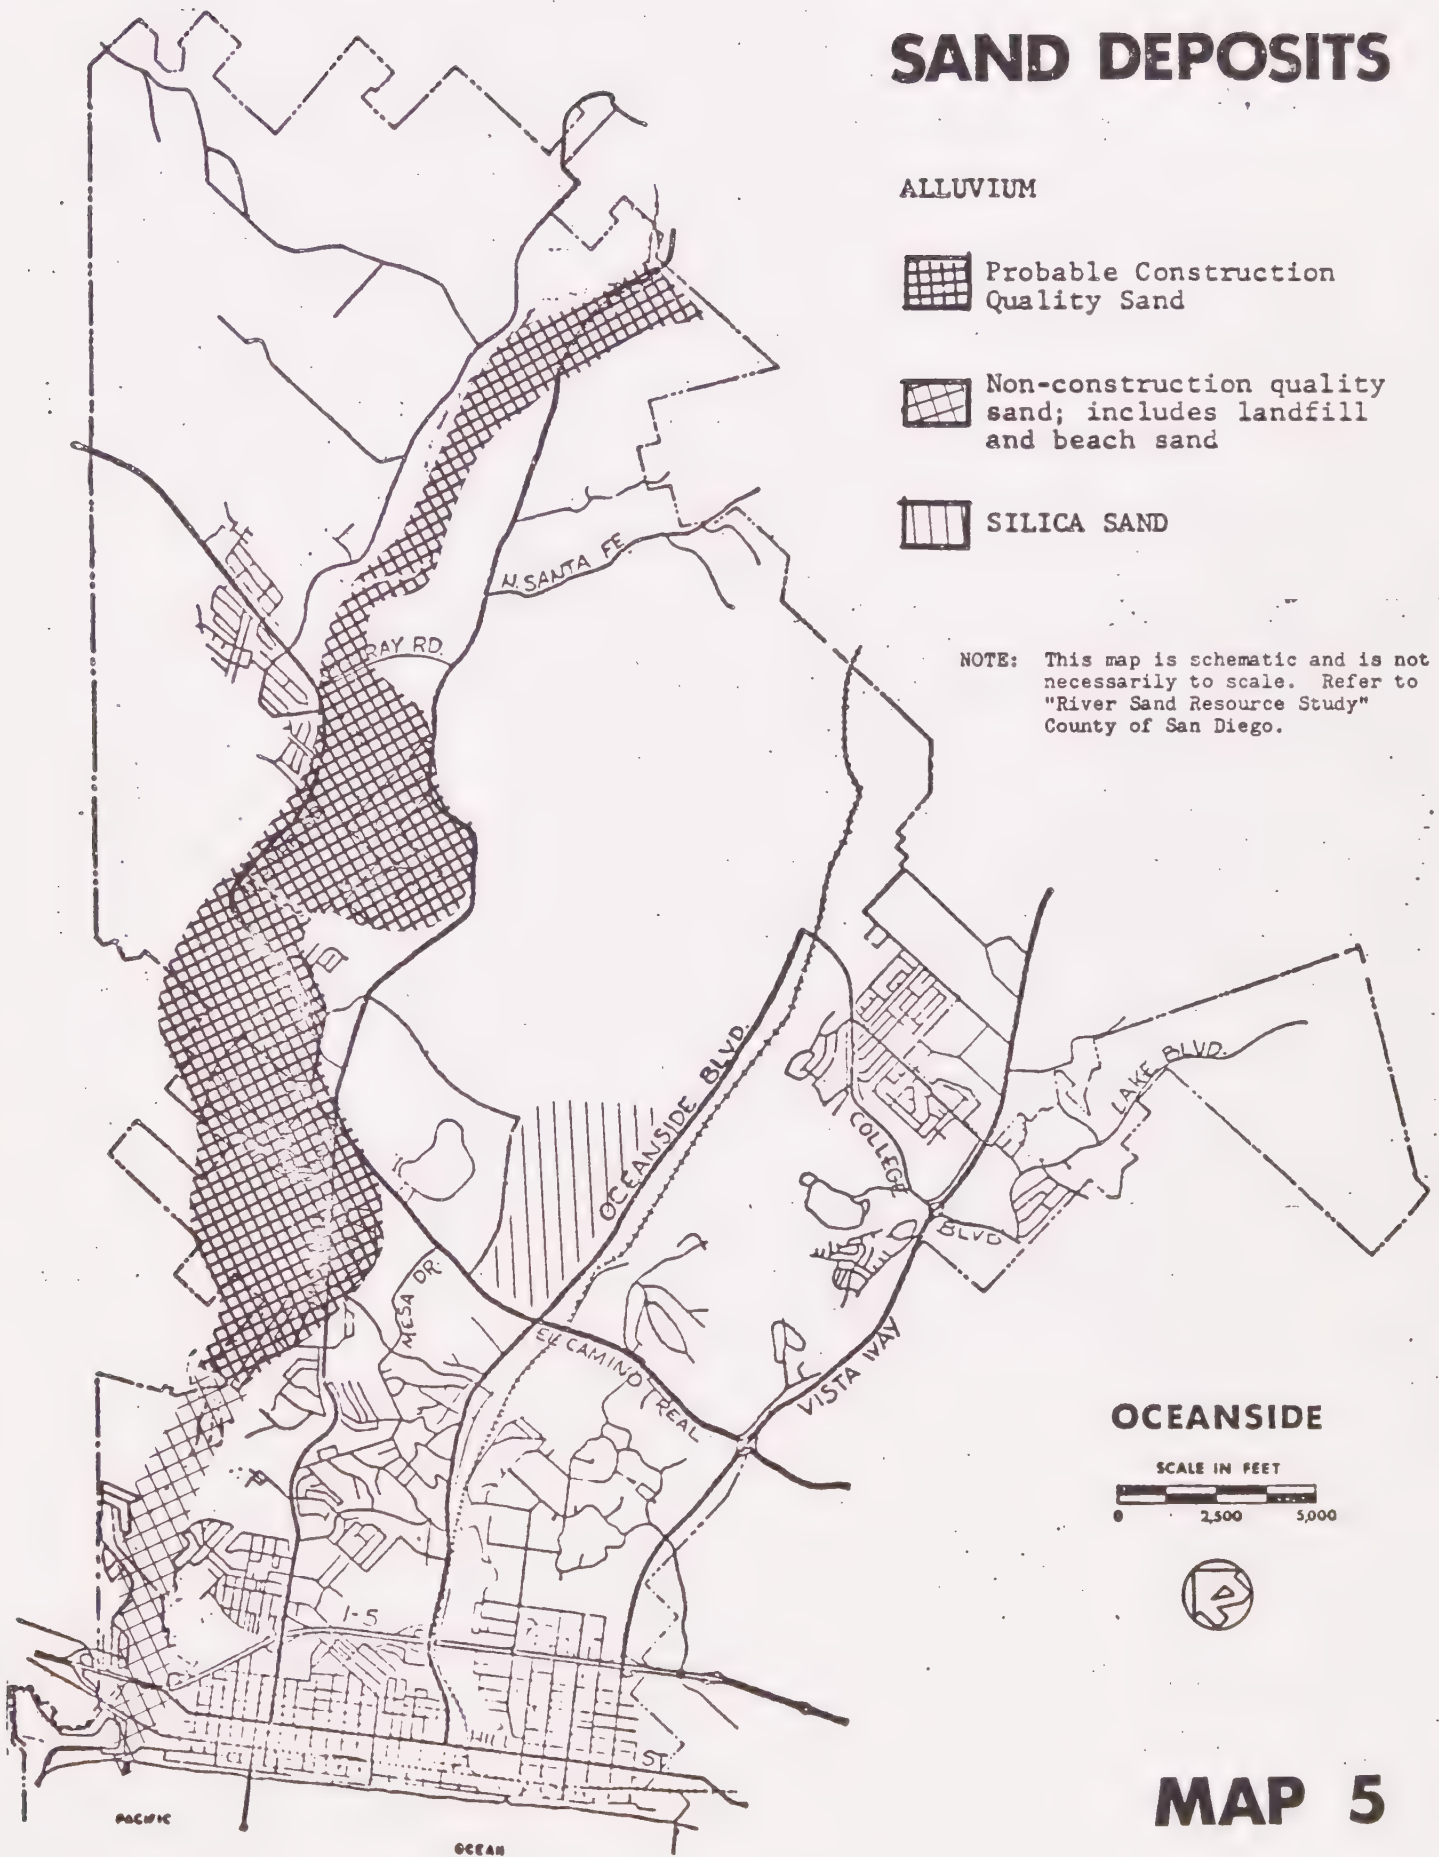 SAND DEPOSITS
ALLUVIUM
Probable Construction
Quality Sand
Non-construction quality
sand; includes landfill
and beach sand
SILICA SAND
NOTE: This map is schematic and is not
necessarily to scale. Refer to
"River Sand Resource Study"
County of San Diego.
N. SANTA FE
RAY RD.
OCEANSIDE BLVD.
LAKE BLVD.
COLLEGE
BLVD
MESA DR.
EL CAMINO REAL
VISTA WAY
I-5
HILL
ST.
OCEANSIDE
SCALE IN FEET
0 2,500 5,000
PACIFIC
OCEAN
MAP 5